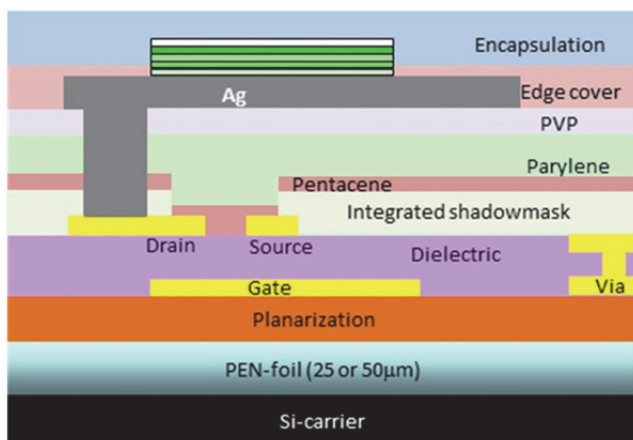 Encapsulation
Ag
Edge cover
PVP
Parylene
Pentacene
Integrated shadowmask
Drain
Source
Dielectric
Gate
Via
Planarization
PEN-foil (25 or 50μm)
Si-carrier